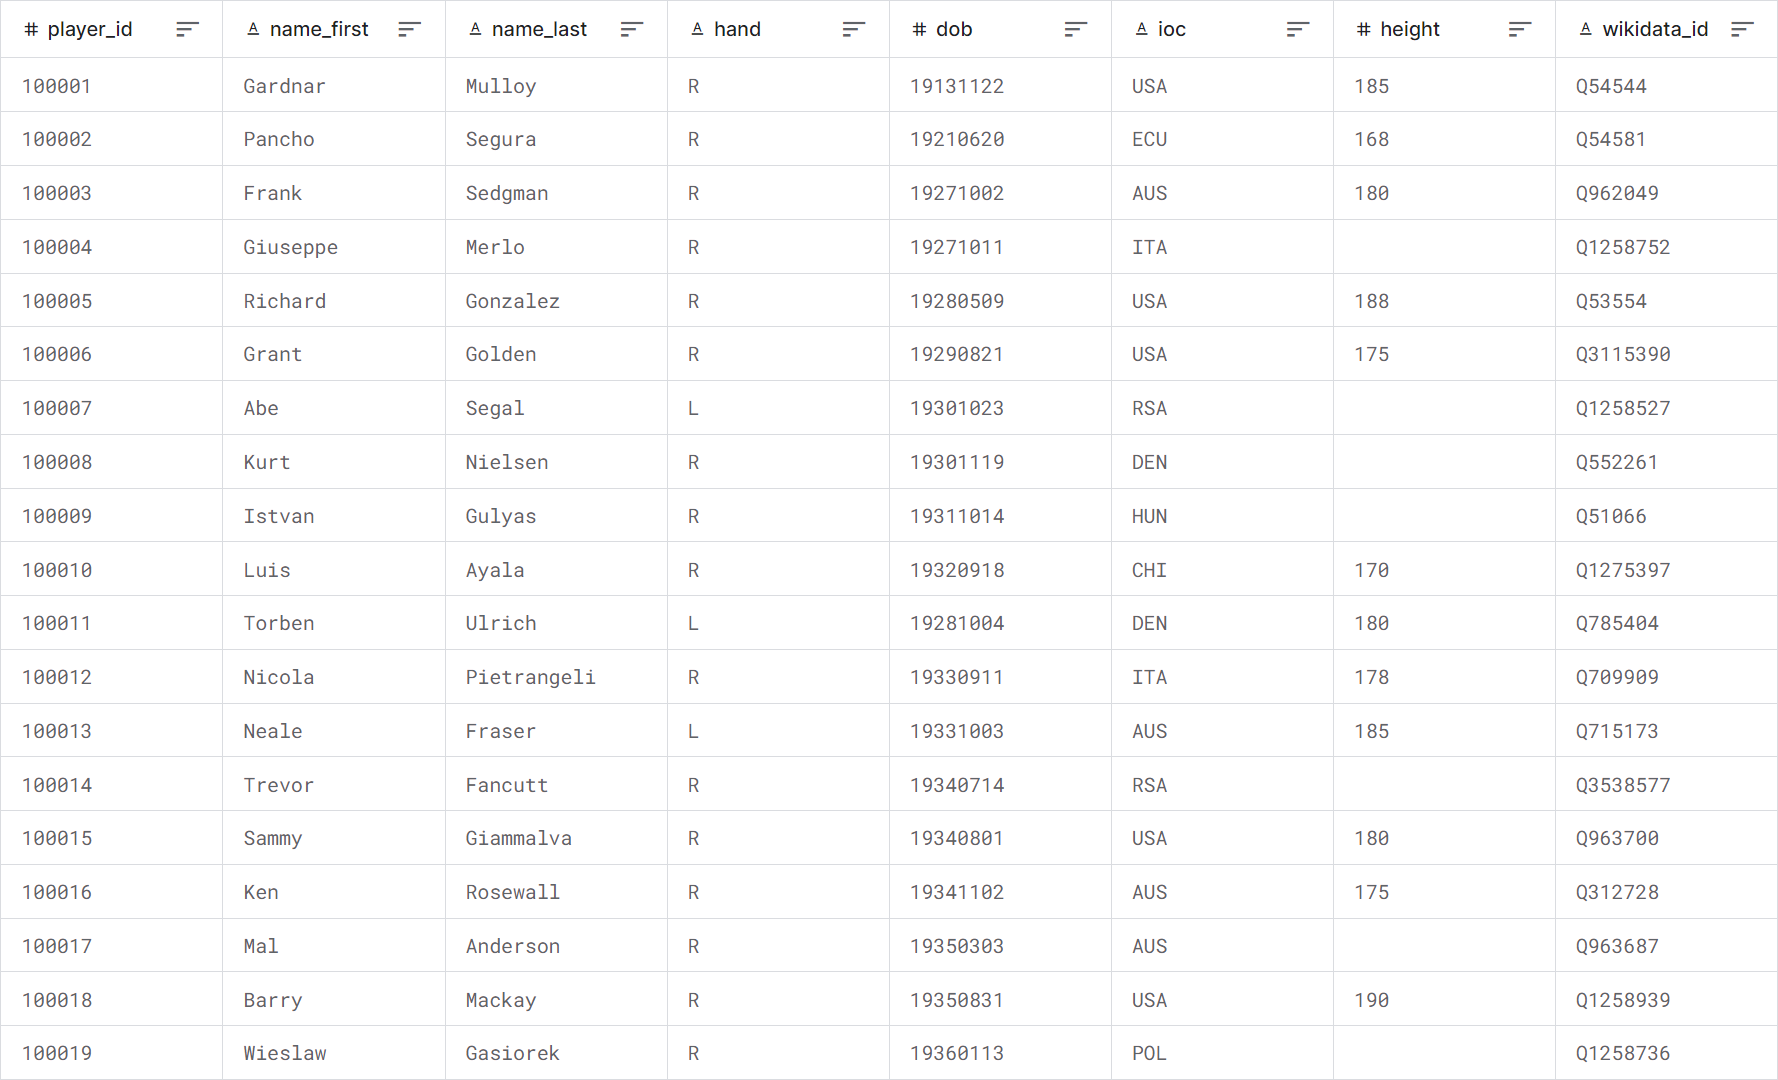 # player_id A name_first A name_last A hand # dob A ioc # height A wikidata_id
100001 Gardnar Mulloy R 19131122 USA 185 Q54544
100002 Pancho Segura R 19210620 ECU 168 Q54581
100003 Frank Sedgman R 19271002 AUS 180 Q962049
100004 Giuseppe Merlo R 19271011 ITA Q1258752
100005 Richard Gonzalez R 19280509 USA 188 Q53554
100006 Grant Golden R 19290821 USA 175 Q3115390
100007 Abe Segal L 19301023 RSA Q1258527
100008 Kurt Nielsen R 19301119 DEN Q552261
100009 Istvan Gulyas R 19311014 HUN Q51066
100010 Luis Ayala R 19320918 CHI 170 Q1275397
100011 Torben Ulrich L 19281004 DEN 180 Q785404
100012 Nicola Pietrangeli R 19330911 ITA 178 Q709909
100013 Neale Fraser L 19331003 AUS 185 Q715173
100014 Trevor Fancutt R 19340714 RSA Q3538577
100015 Sammy Giammalva R 19340801 USA 180 Q963700
100016 Ken Rosewall R 19341102 AUS 175 Q312728
100017 Mal Anderson R 19350303 AUS Q963687
100018 Barry Mackay R 19350831 USA 190 Q1258939
100019 Wieslaw Gasiorek R 19360113 POL Q1258736